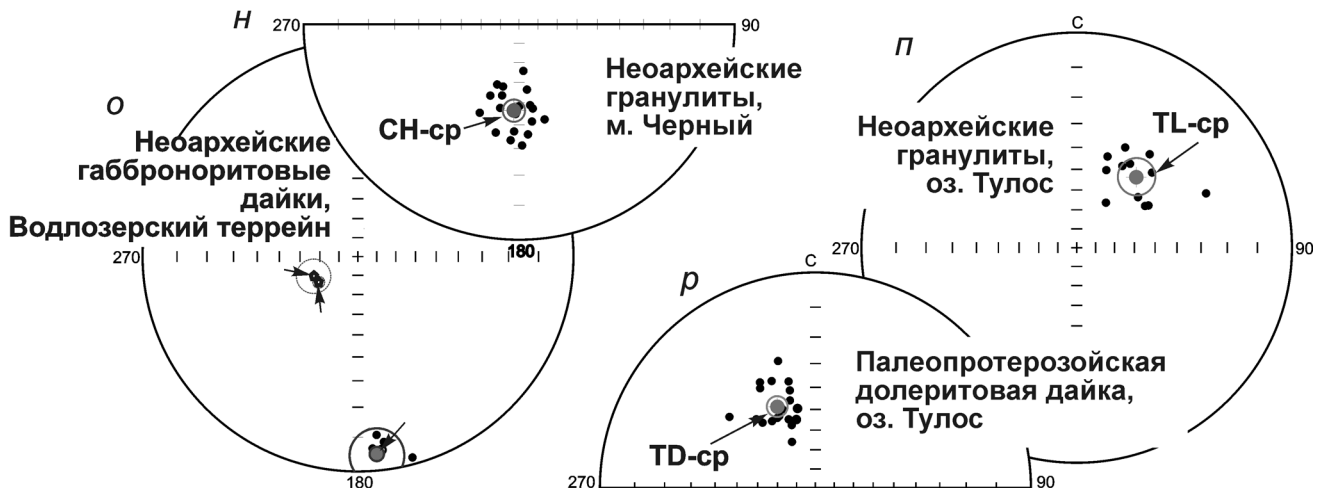 н
270
90
Неоархейские
гранулиты,
м. Черный
CH-ср
180
о
Неоархейские
габброноритовые
дайки,
Водлозерский террейн
270
180
п
С
Неоархейские
гранулиты,
оз. Тулос
TL-ср
270
90
р
С
Палеопротерозойская
долеритовая дайка,
оз. Тулос
TD-ср
270
90